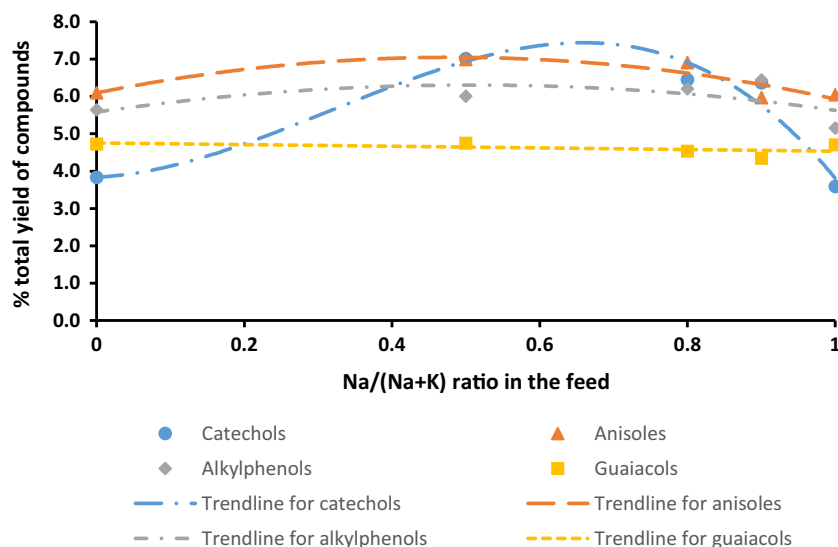 8.0
7.0
6.0
5.0
4.0
3.0
2.0
1.0
0.0
% total yield of compounds
0 0.2 0.4 0.6 0.8 1
Na/(Na+K) ratio in the feed
Catechols Anisoles
Alkylphenols Guaiacols
Trendline for catechols Trendline for anisoles
Trendline for alkylphenols Trendline for guaiacols